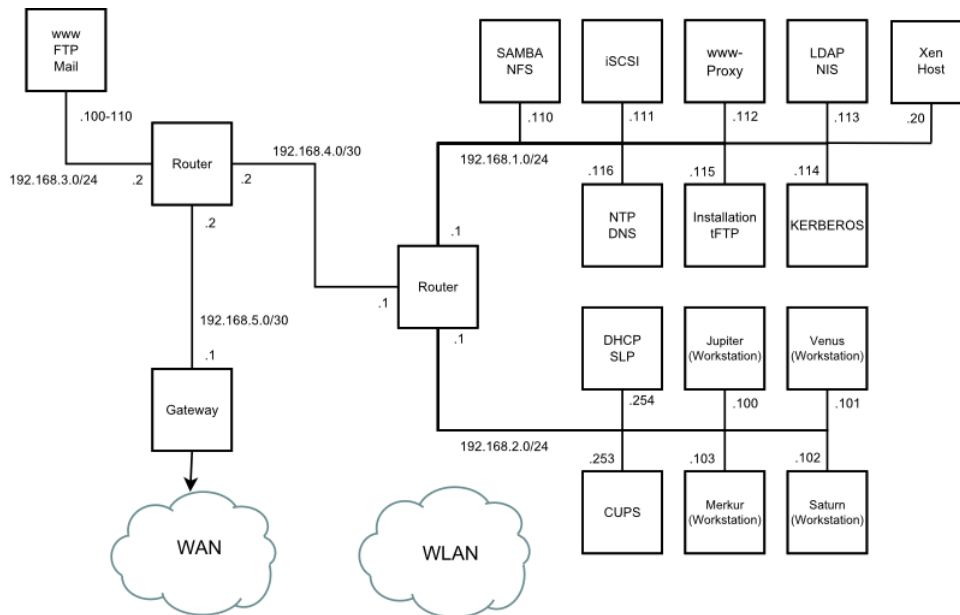 www
FTP
Mail
SAMBA
NFS
iSCSI
www-
Proxy
LDAP
NIS
Xen
Host
.100-110
.110
.111
.112
.113
.20
192.168.4.0/30
192.168.1.0/24
Router
192.168.3.0/24
.2
.2
.2
.116
.115
.114
NTP
DNS
Installation
tFTP
KERBEROS
.1
Router
.1
.1
192.168.5.0/30
.1
Gateway
DHCP
SLP
Jupiter
(Workstation)
Venus
(Workstation)
.254
.100
.101
192.168.2.0/24
.253
.103
.102
CUPS
Merkur
(Workstation)
Saturn
(Workstation)
WAN
WLAN